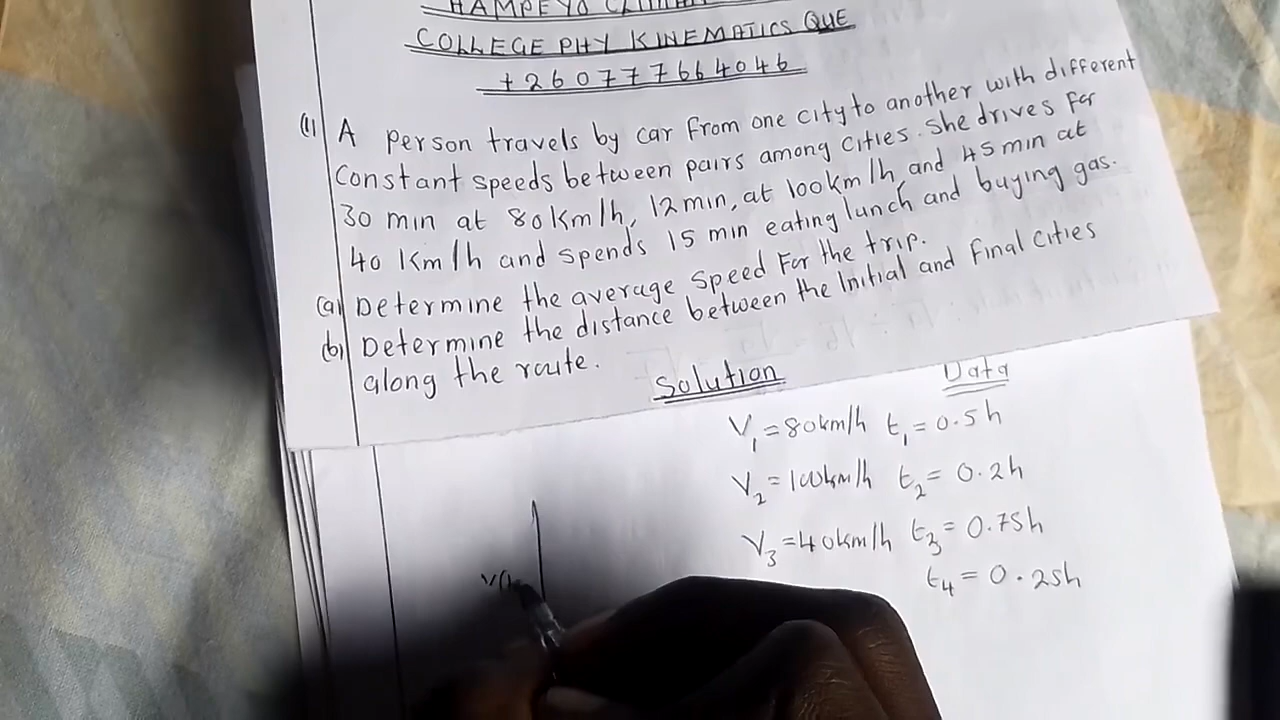 HAMPEYO
COLLEGE PHY KINEMATICS QUE
+260777664046
(1) A person travels by car from one city to another with different
Constant speeds between pairs among cities. She drives for
30 min at 80km/h, 12min, at 100km/h and 45min at
40 km/h and spends 15 min eating lunch and buying gas.
(a) Determine the average speed for the trip.
(b) Determine the distance between the Initial and final cities
along the route.
Solution
Data
V1 = 80km/h t1 = 0.5h
V2 = 100km/h t2 = 0.2h
V3 = 40km/h t3 = 0.75h
t4 = 0.25h